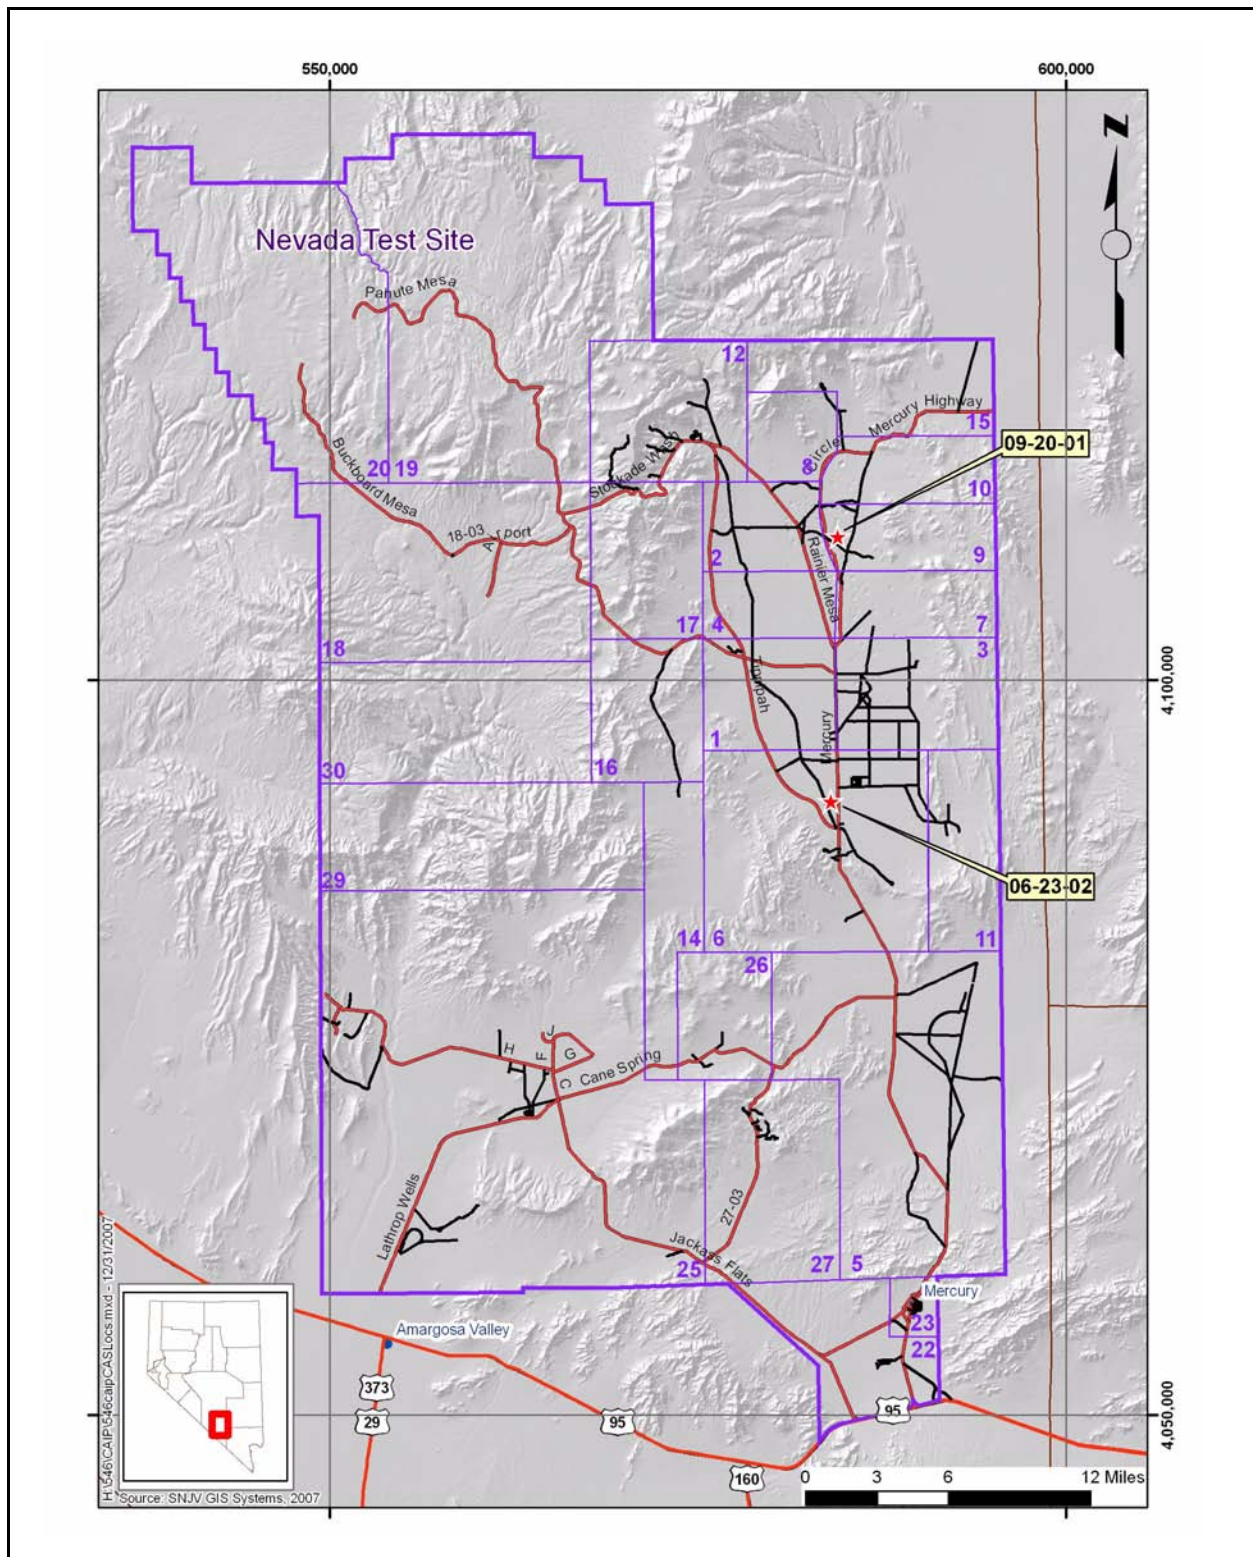 550,000
600,000
N
Nevada Test Site
Pahute Mesa
12
Mercury Highway
15
Circle
09-20-01
Buckboard Mesa
20
19
Stockade Wash
8
10
18-03
Airport
Rainier Mesa
2
9
17
4
7
3
18
Tippipah
4,100,000
Mercury
1
30
16
29
06-23-02
14
6
11
26
H
J
F
G
C
Cane Spring
Lathrop Wells
27-03
Jackass Flats
25
27
5
Mercury
23
22
Amargosa Valley
373
29
95
95
160
4,050,000
0
3
6
12 Miles
H:\546\CAIP\546caipCASLocs.mxd - 12/31/2007
Source: SNJV GIS Systems, 2007